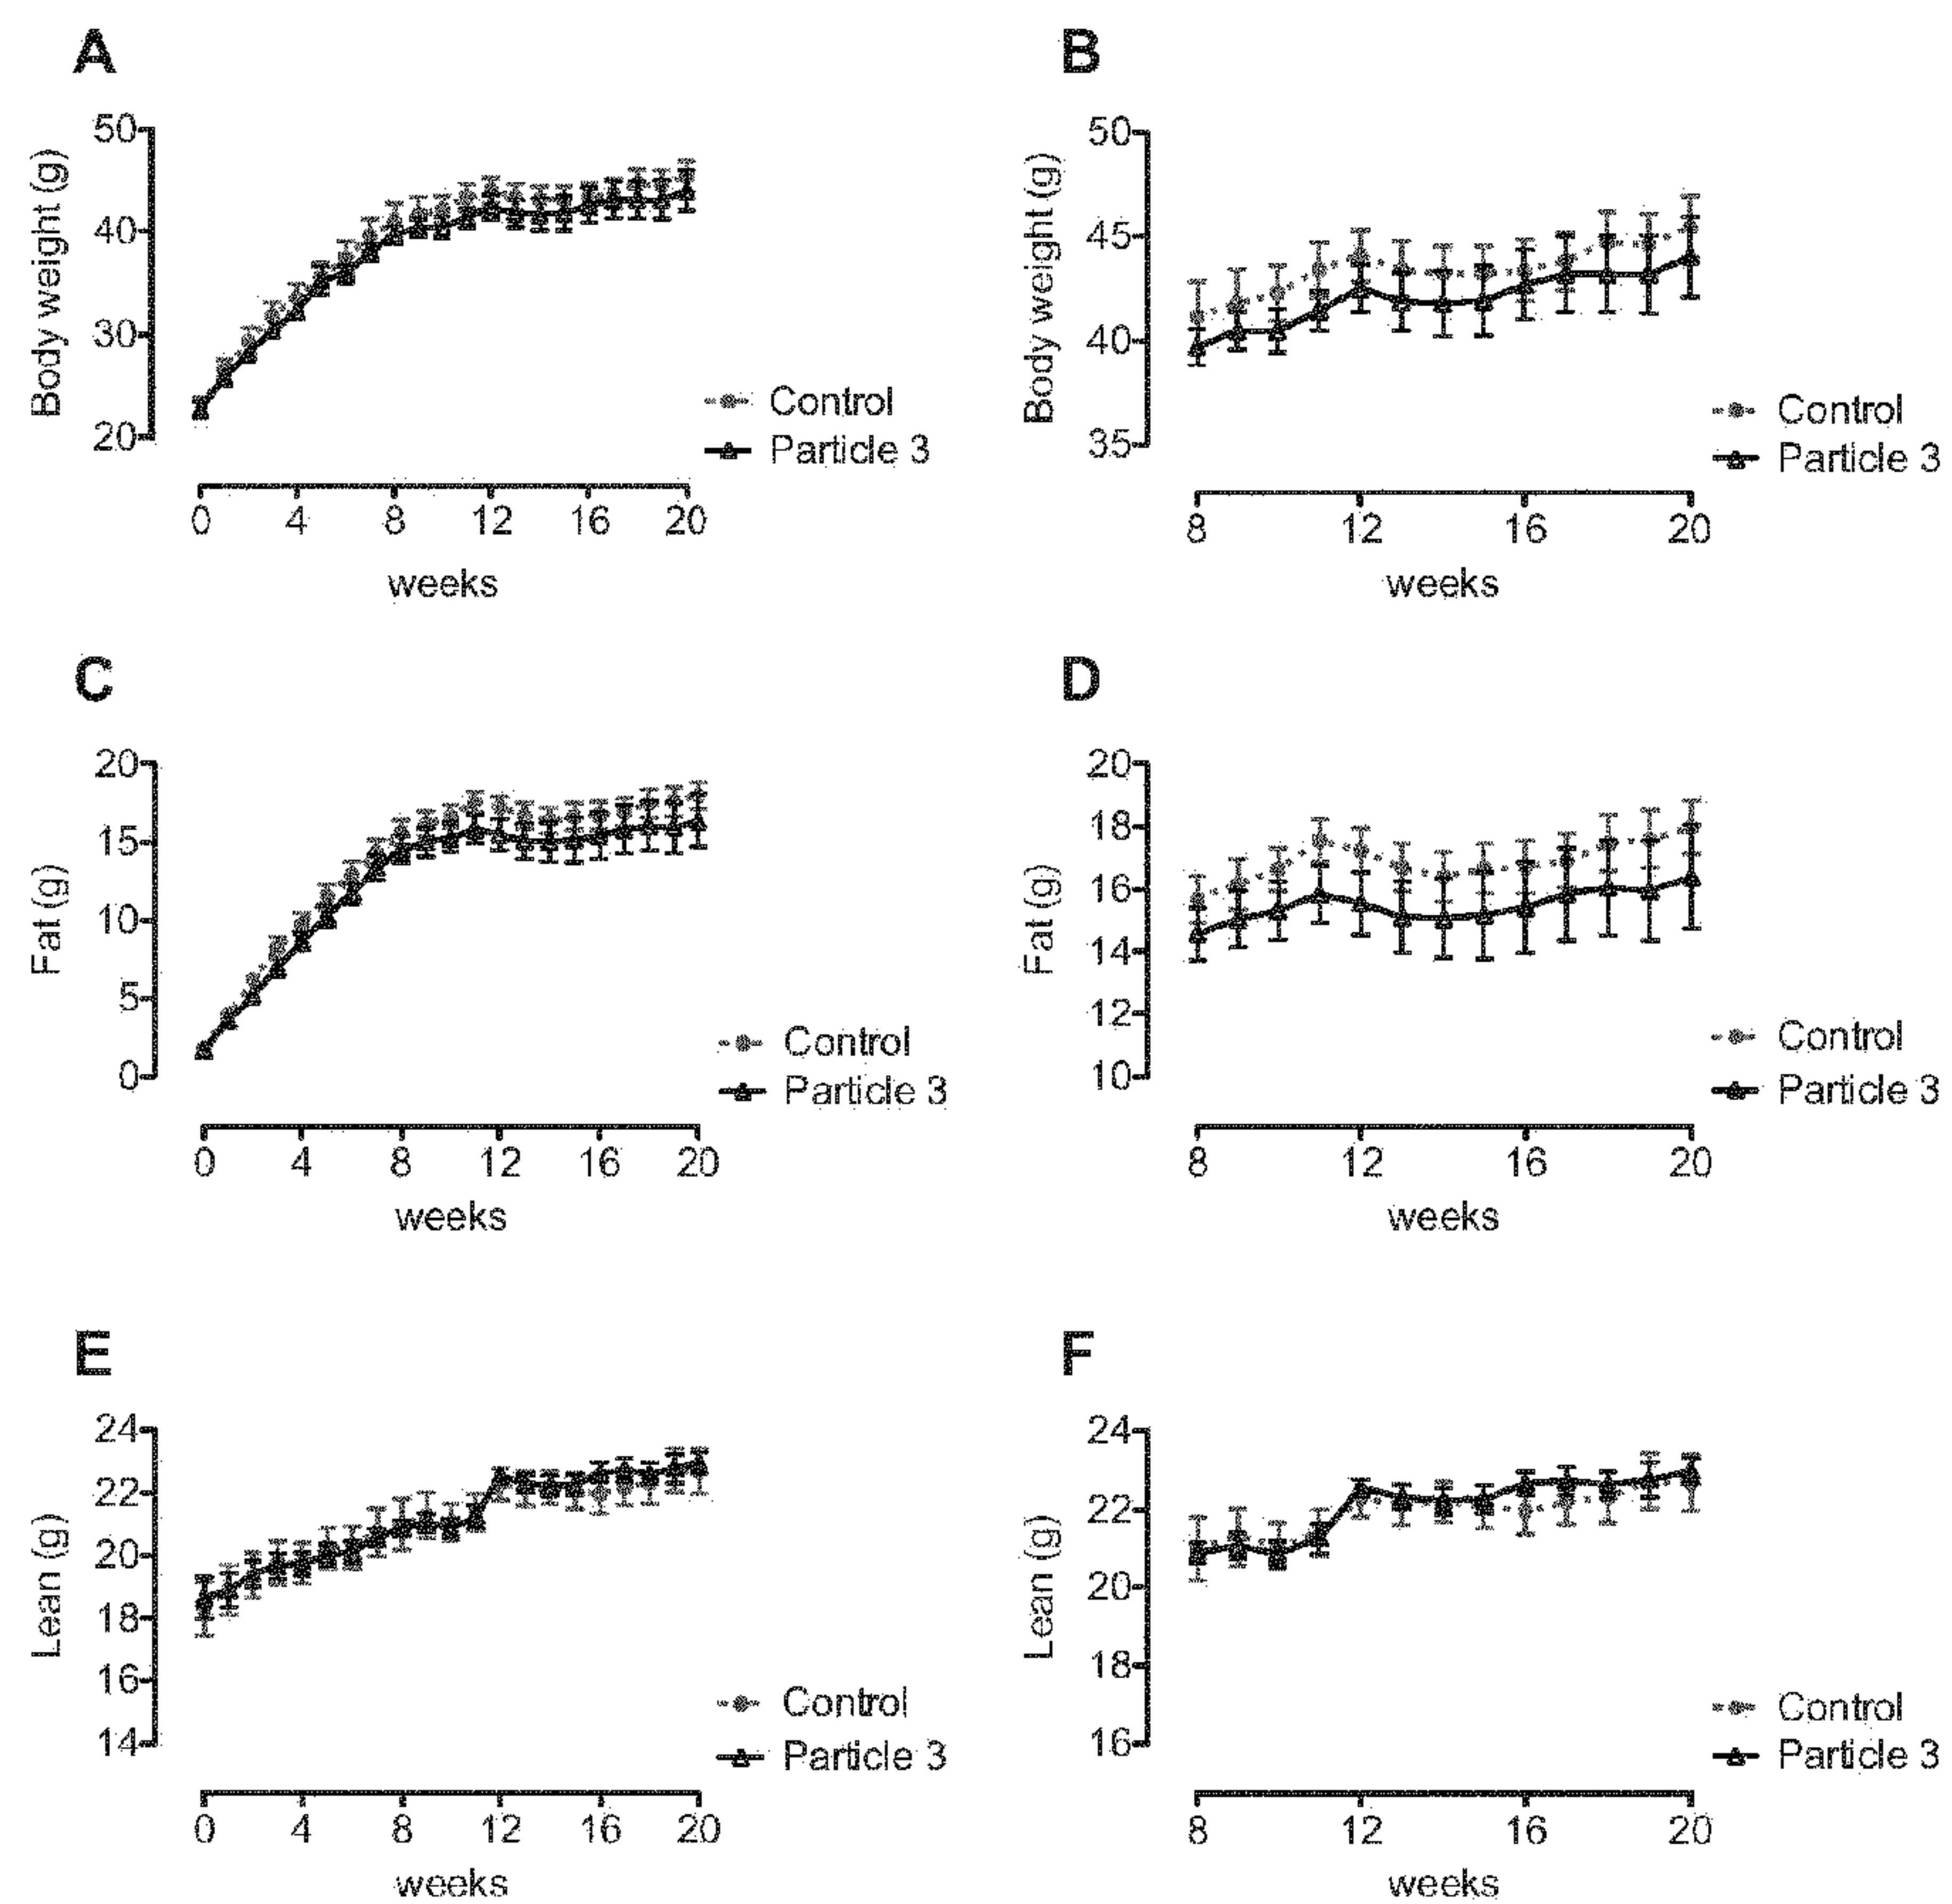 A
Body weight (g)
50
40
30
20
Control
Particle 3
0 4 8 12 16 20
weeks
B
Body weight (g)
50
45
40
35
Control
Particle 3
8 12 16 20
weeks
C
Fat (g)
20
15
10
5
0
Control
Particle 3
0 4 8 12 16 20
weeks
D
Fat (g)
20
18
16
14
12
10
Control
Particle 3
8 12 16 20
weeks
E
Lean (g)
24
22
20
18
16
14
Control
Particle 3
0 4 8 12 16 20
weeks
F
Lean (g)
24
22
20
18
16
Control
Particle 3
8 12 16 20
weeks